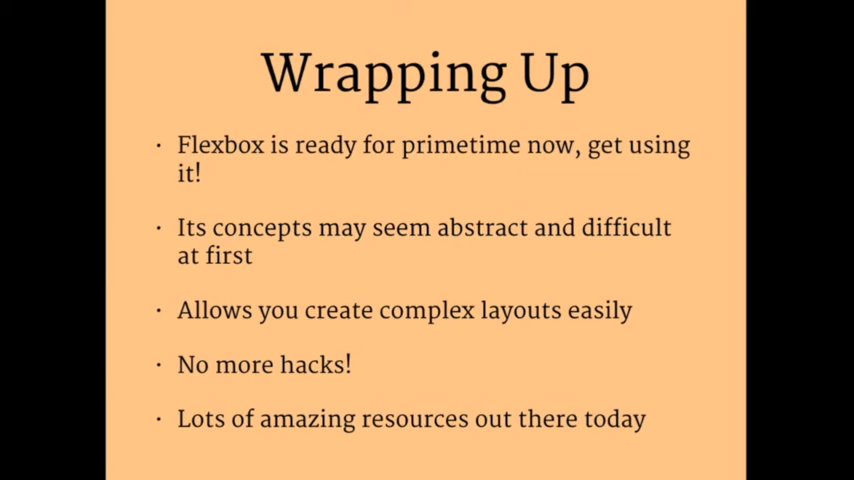 Wrapping Up
· Flexbox is ready for primetime now, get using
it!
· Its concepts may seem abstract and difficult
at first
· Allows you create complex layouts easily
· No more hacks!
· Lots of amazing resources out there today